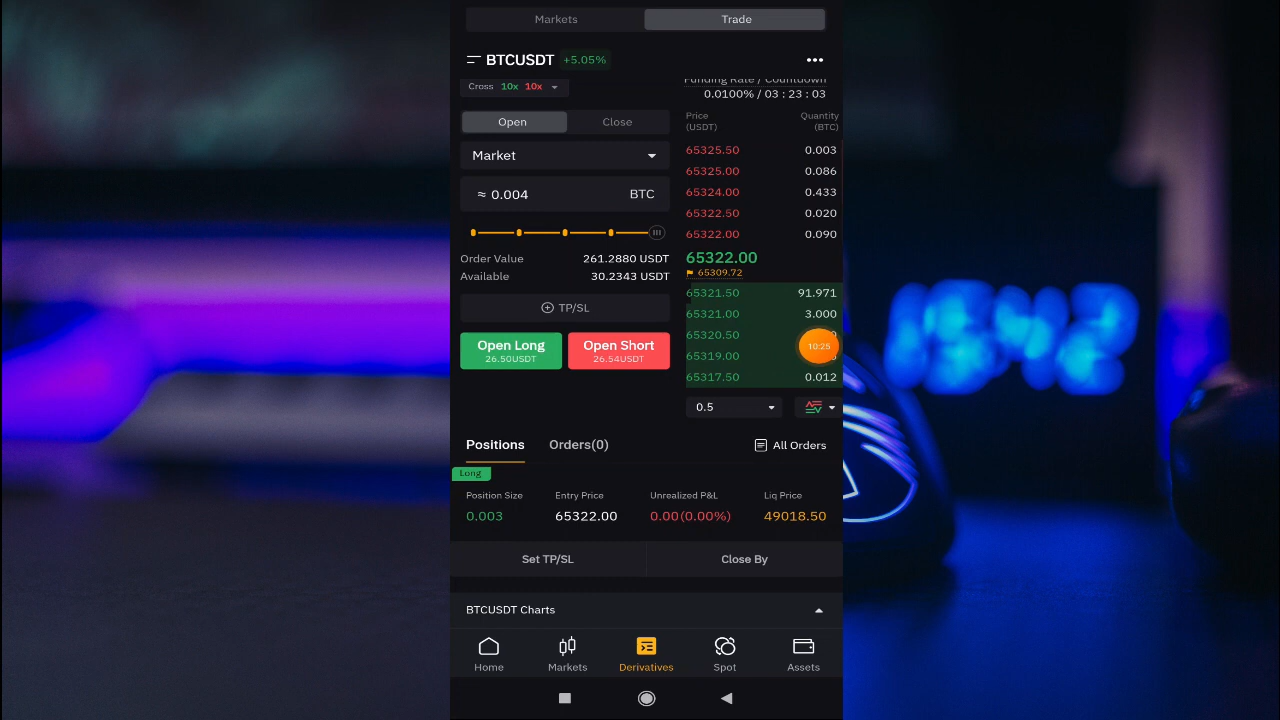 Markets Trade
BTCUSDT +5.05%
Cross 10x 10x
Funding Rate / Countdown
0.0100% / 03 : 23 : 03
Open Close
Price Quantity
(USDT) (BTC)
Market
≈ 0.004 BTC
65325.50 0.003
65325.00 0.086
65324.00 0.433
65322.50 0.020
65322.00 0.090
Order Value 261.2880 USDT
Available 30.2343 USDT
65322.00
65309.72
TP/SL
65321.50 91.971
65321.00 3.000
65320.50
65319.00
65317.50 0.012
10:25
Open Long
26.50USDT
Open Short
26.54USDT
0.5
Positions Orders(0) All Orders
Long
Position Size Entry Price Unrealized P&L Liq Price
0.003 65322.00 0.00(0.00%) 49018.50
Set TP/SL Close By
BTCUSDT Charts
Home Markets Derivatives Spot Assets